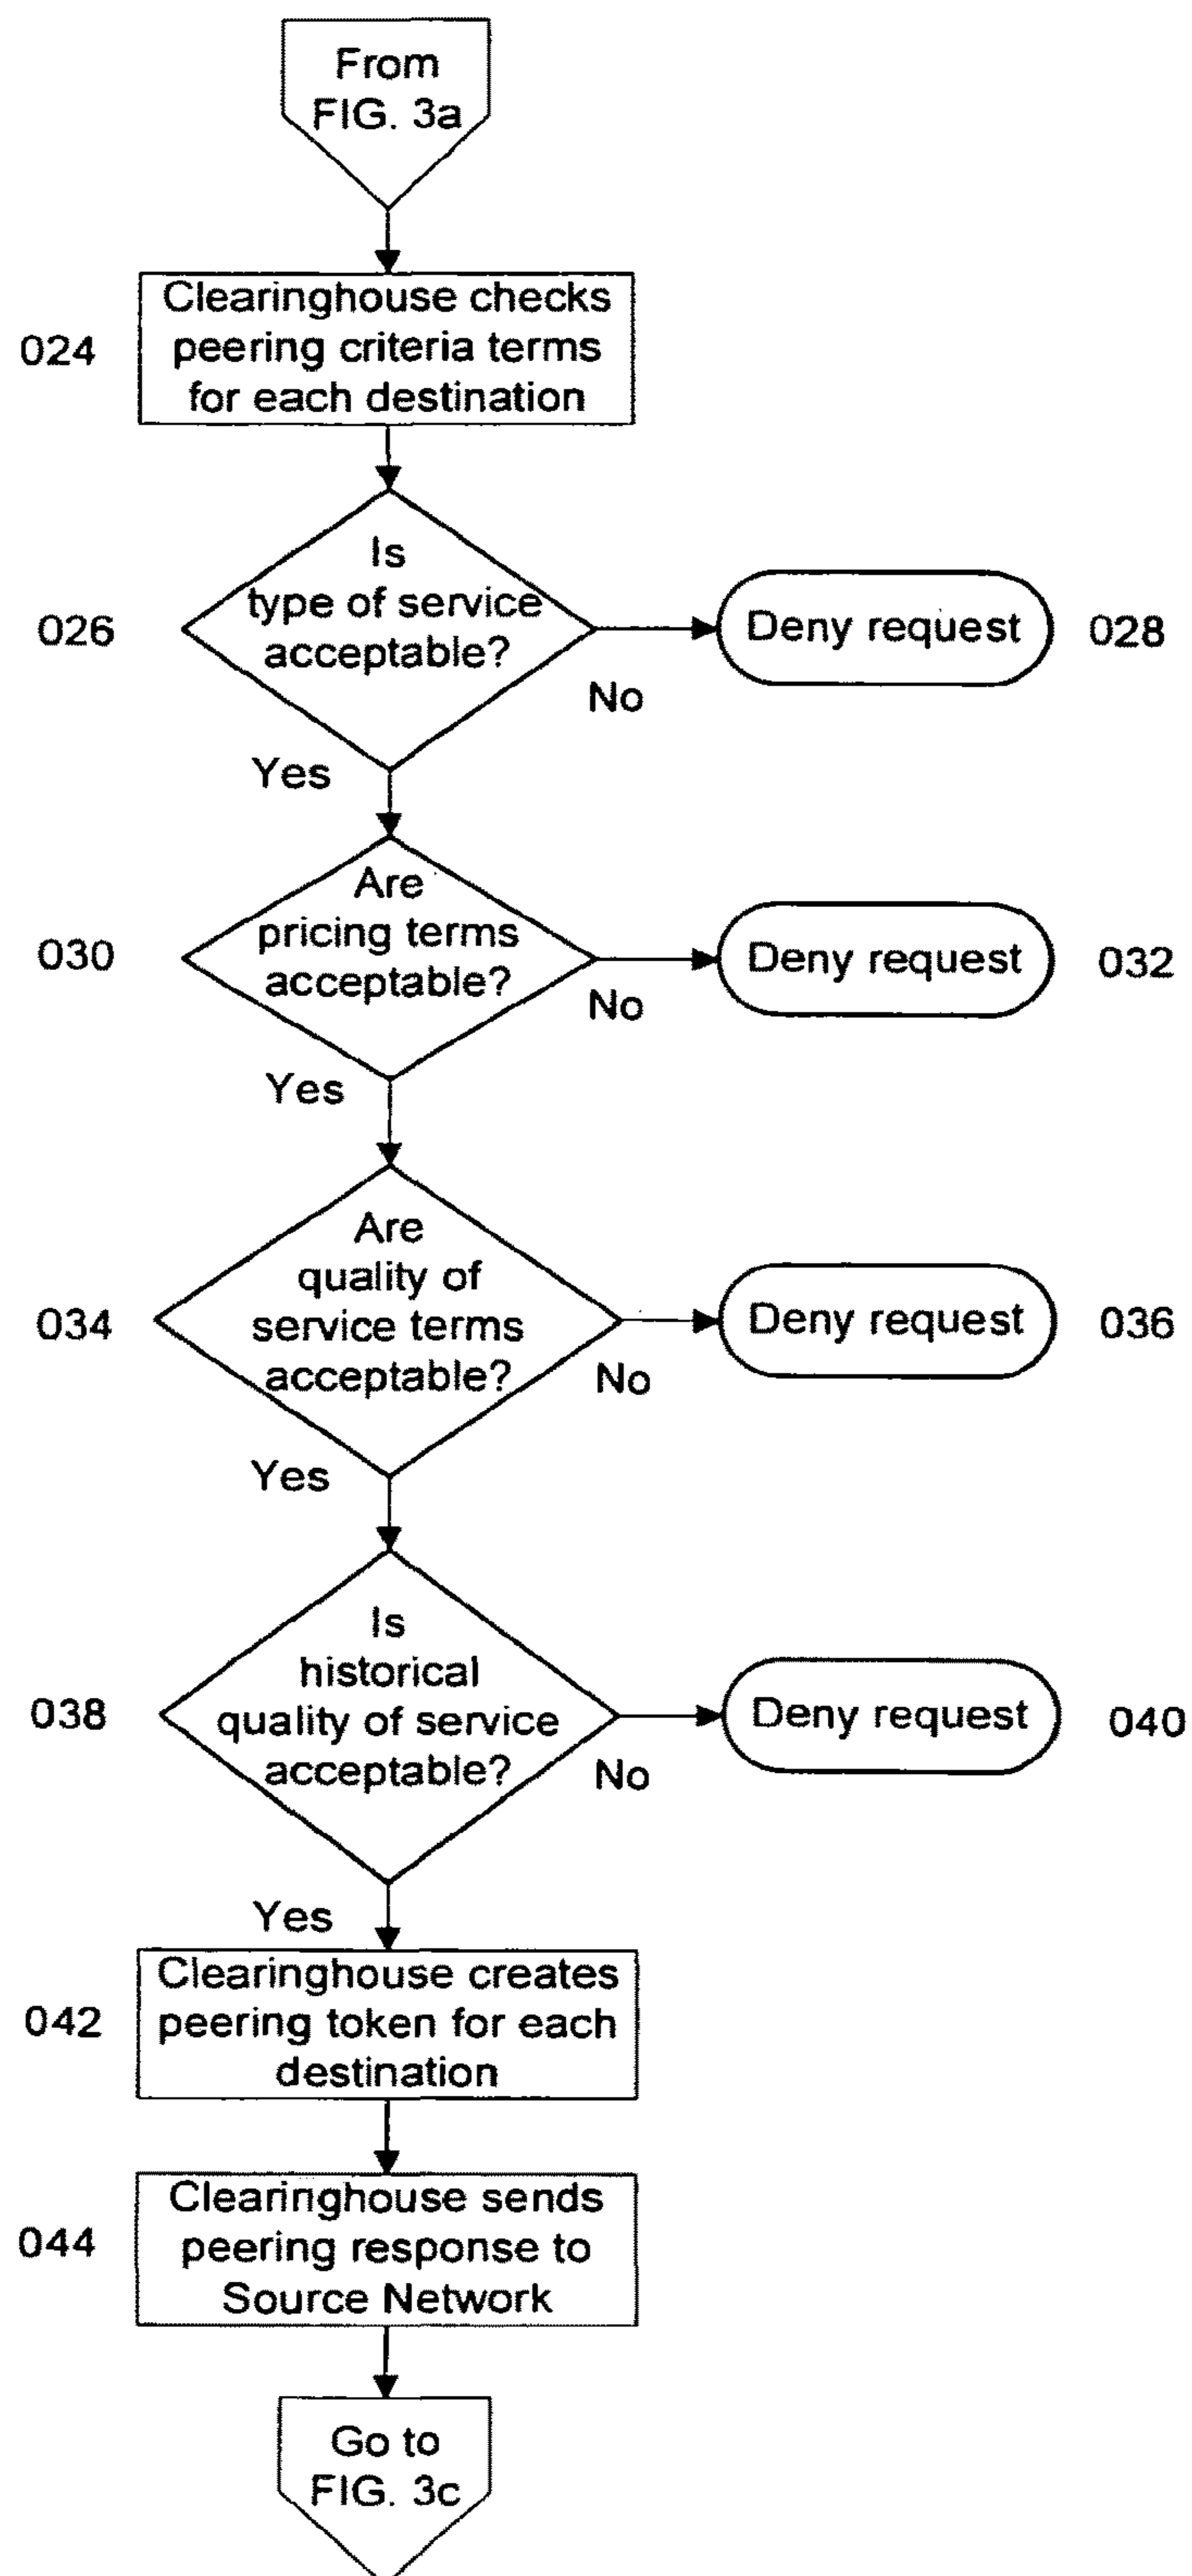 From
FIG. 3a
Clearinghouse checks
peering criteria terms
for each destination
024
Is
type of service
acceptable?
026
No
Deny request
028
Yes
Are
pricing terms
acceptable?
030
No
Deny request
032
Yes
Are
quality of
service terms
acceptable?
034
No
Deny request
036
Yes
Is
historical
quality of service
acceptable?
038
No
Deny request
040
Yes
Clearinghouse creates
peering token for each
destination
042
Clearinghouse sends
peering response to
Source Network
044
Go to
FIG. 3c